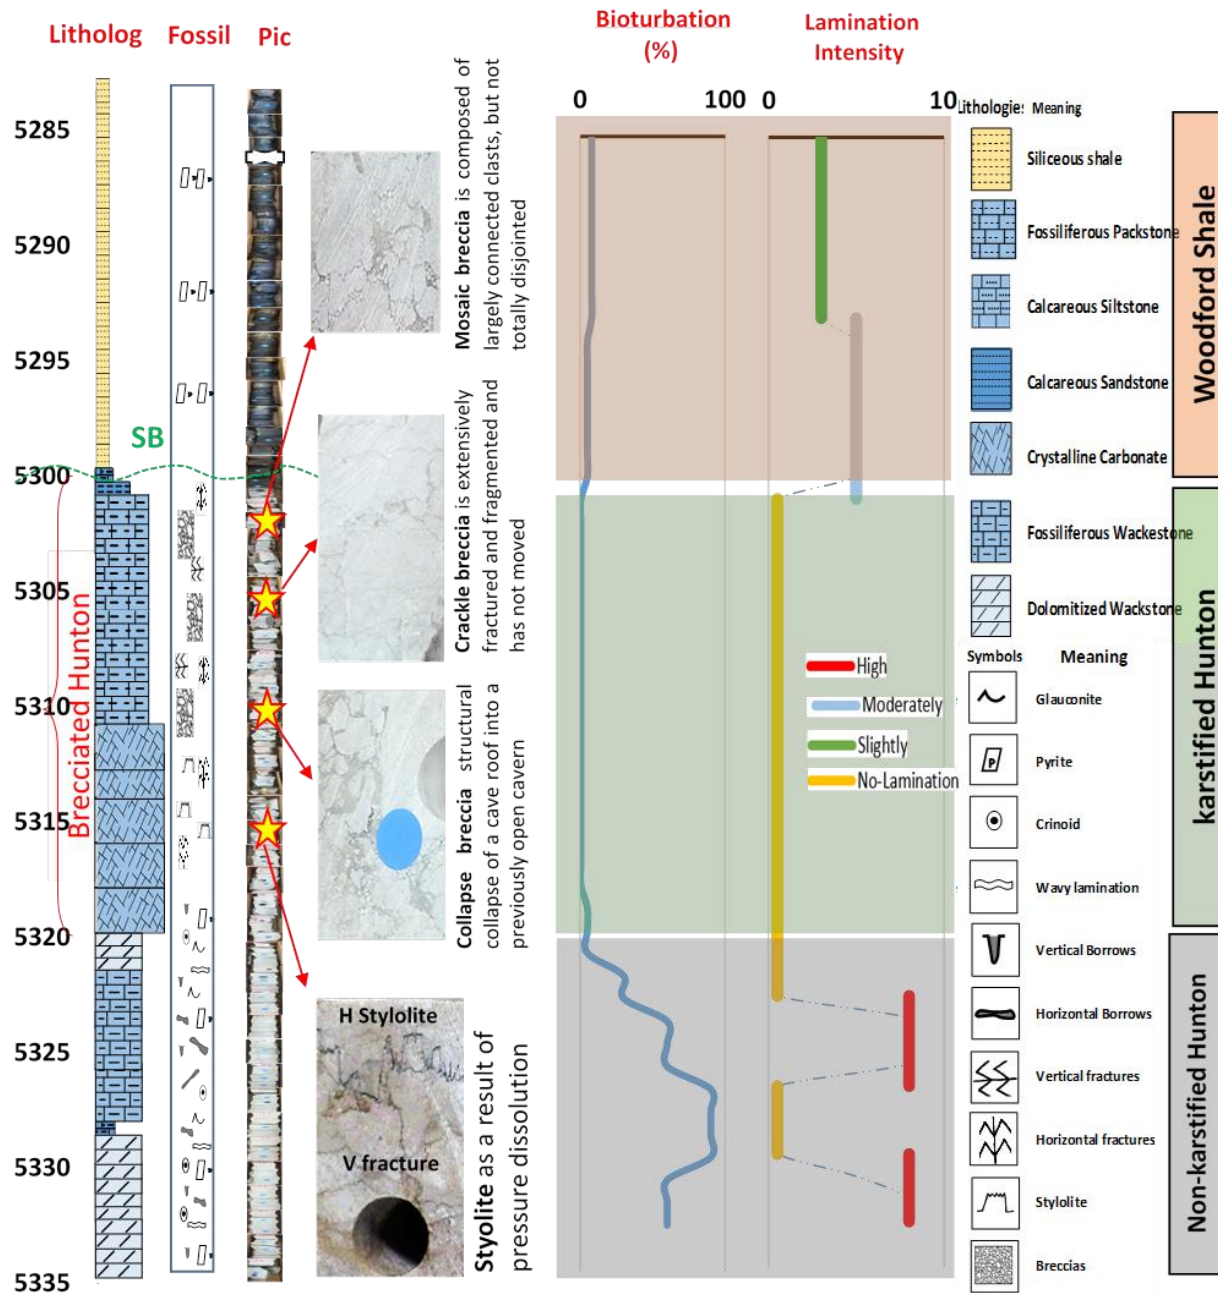 Litholog Fossil Pic
Bioturbation
(%)
Lamination
Intensity
0 100 0 10
5285
5290
5295
5300
5305
5310
5315
5320
5325
5330
5335
SB
Brecciated Hunton
Mosaic breccia is composed of
largely connected clasts, but not
totally disjointed
Crackle breccia is extensively
fractured and fragmented and
has not moved
Collapse breccia structural
collapse of a cave roof into a
previously open cavern
H Stylolite
V fracture
Styolite as a result of
pressure dissolution
High
Moderately
Slightly
No-Lamination
Lithologies Meaning
Siliceous shale
Fossiliferous Packstone
Calcareous Siltstone
Calcareous Sandstone
Crystalline Carbonate
Fossiliferous Wackestone
Dolomitized Wackstone
Symbols Meaning
Glauconite
P
Pyrite
Crinoid
Wavy lamination
Vertical Borrows
Horizontal Borrows
Vertical fractures
Horizontal fractures
Stylolite
Breccias
Woodford Shale
karstified Hunton
Non-karstified Hunton